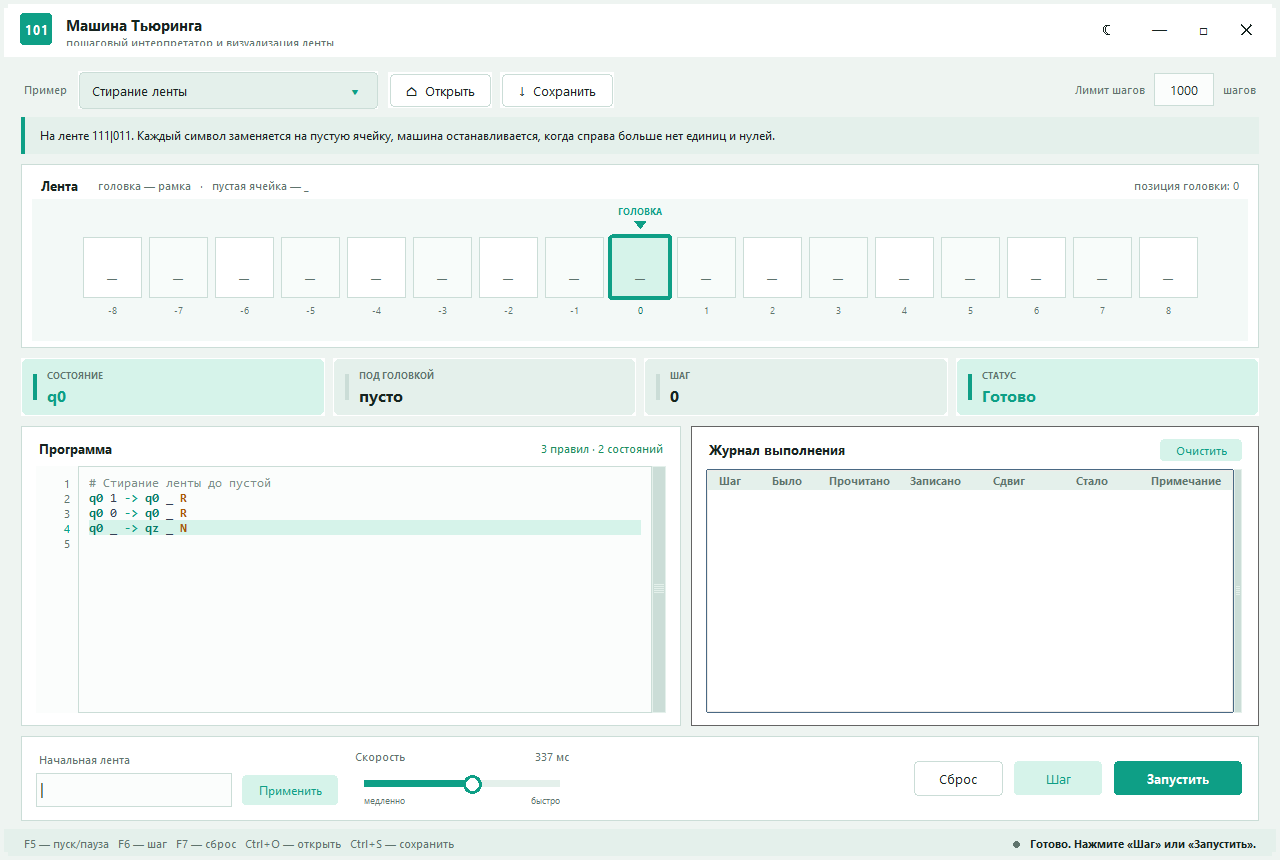 101 Машина Тьюринга
пошаговый интерпретатор и визуализация ленты
Пример Стирание ленты Открыть Сохранить Лимит шагов 1000 шагов
На ленте 111|011. Каждый символ заменяется на пустую ячейку, машина останавливается, когда справа больше нет единиц и нулей.
Лента головка — рамка · пустая ячейка — _ позиция головки: 0
ГОЛОВКА
_ _ _ _ _ _ _ _ _ _ _ _ _ _ _ _ _
-8 -7 -6 -5 -4 -3 -2 -1 0 1 2 3 4 5 6 7 8
СОСТОЯНИЕ ПОД ГОЛОВКОЙ ШАГ СТАТУС
q0 пусто 0 Готово
Программа 3 правил · 2 состояний
1 # Стирание ленты до пустой
2 q0 1 -> q0 _ R
3 q0 0 -> q0 _ R
4 q0 _ -> qz _ N
5
Журнал выполнения Очистить
Шаг Было Прочитано Записано Сдвиг Стало Примечание
Начальная лента
Применить
Скорость 337 мс
медленно быстро
Сброс Шаг Запустить
F5 — пуск/пауза F6 — шаг F7 — сброс Ctrl+O — открыть Ctrl+S — сохранить
Готово. Нажмите «Шаг» или «Запустить».